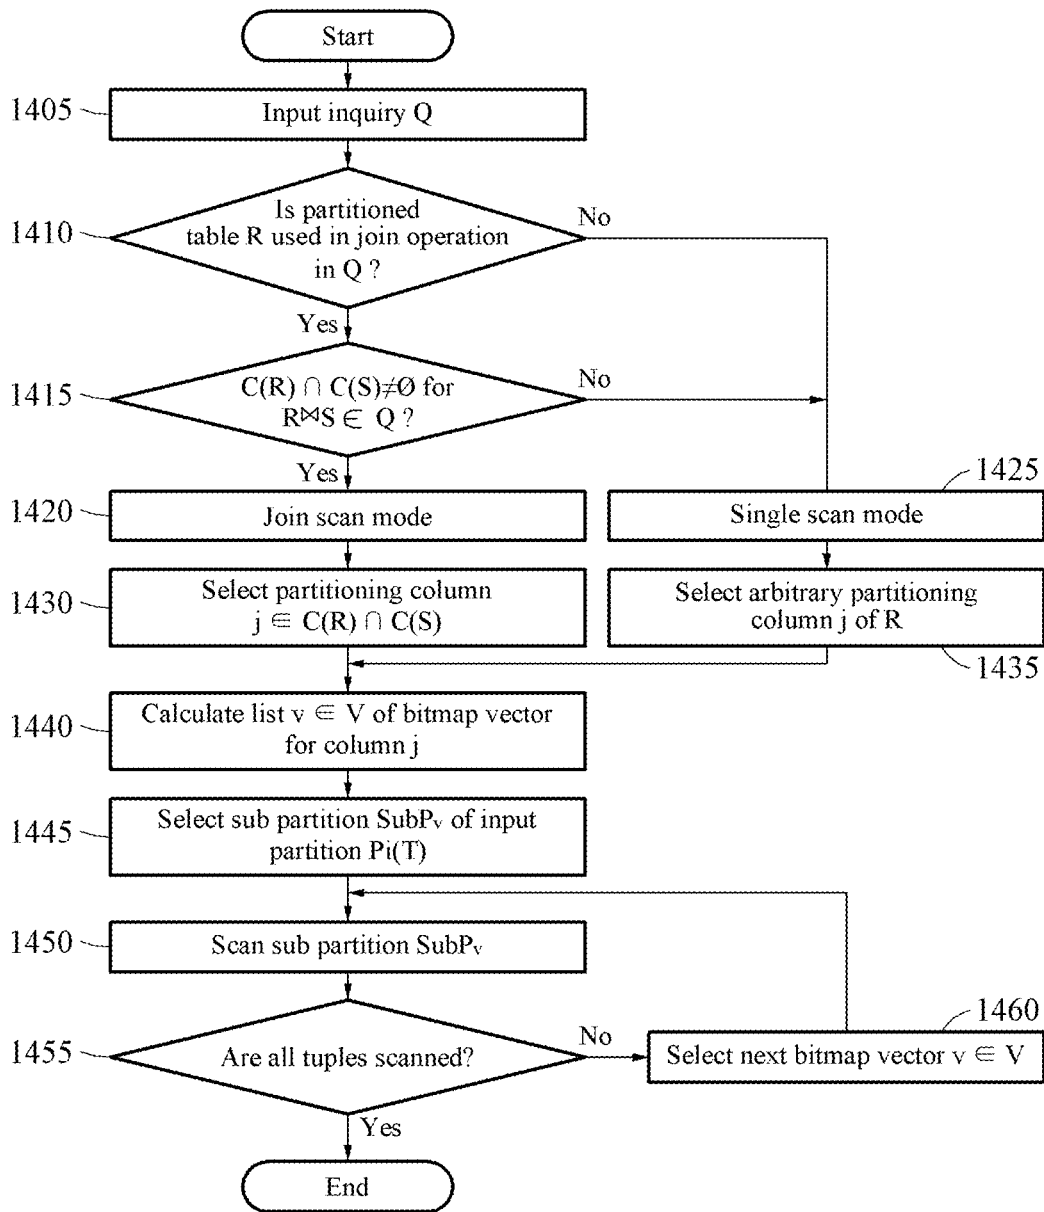 Start
1405
Input inquiry Q
1410
Is partitioned
table R used in join operation
in Q ?
No
Yes
1415
C(R) ∩ C(S)≠Ø for
R⋈S ∈ Q ?
No
Yes
1420
Join scan mode
1425
Single scan mode
1430
Select partitioning column
j ∈ C(R) ∩ C(S)
Select arbitrary partitioning
column j of R
1435
1440
Calculate list v ∈ V of bitmap vector
for column j
1445
Select sub partition SubPv of input
partition Pi(T)
1450
Scan sub partition SubPv
1455
Are all tuples scanned?
No
1460
Select next bitmap vector v ∈ V
Yes
End